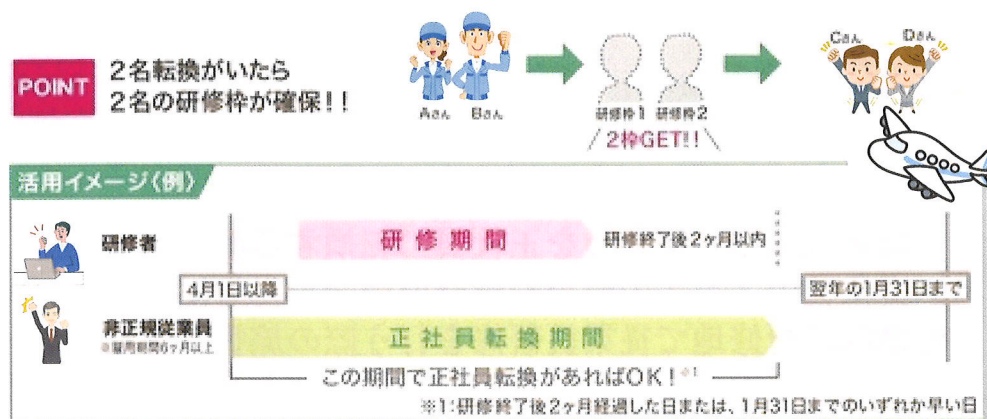 POINT
2名転換がいたら
2名の研修枠が確保!!
Aさん Bさん
研修枠1 研修枠2
2枠GET!!
Cさん Dさん
活用イメージ〈例〉
研修者
研修期間
研修終了後2ヶ月以内
4月1日以降
翌年の1月31日まで
非正規従業員
※雇用期間6ヶ月以上
正社員転換期間
この期間で正社員転換があればOK!※1
※1:研修終了後2ヶ月経過した日または、1月31日までのいずれか早い日